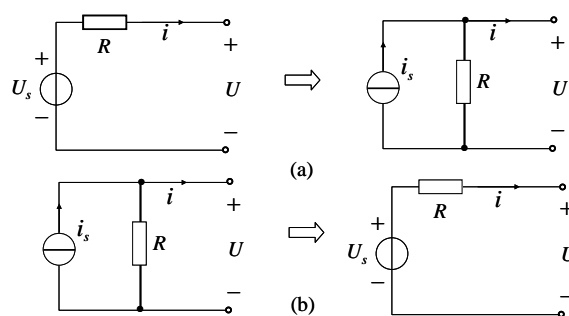 R i + U_s + − U −
i_s i R + U −
(a)
i_s i R + U −
R i + U_s + − U −
(b)